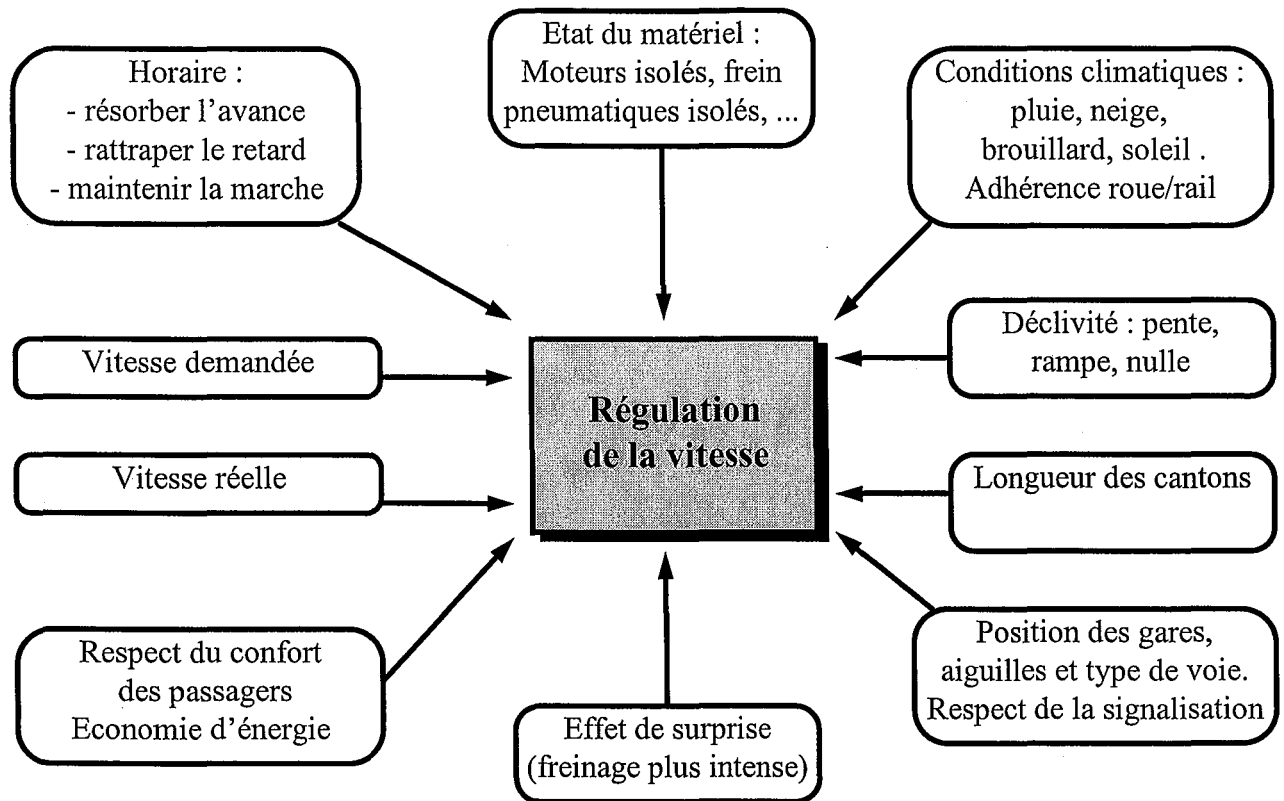 Horaire :
- résorber l'avance
- rattraper le retard
- maintenir la marche
Etat du matériel :
Moteurs isolés, frein
pneumatiques isolés, ...
Conditions climatiques :
pluie, neige,
brouillard, soleil .
Adhérence roue/rail
Vitesse demandée
Déclivité : pente,
rampe, nulle
Régulation
de la vitesse
Vitesse réelle
Longueur des cantons
Respect du confort
des passagers
Economie d'énergie
Effet de surprise
(freinage plus intense)
Position des gares,
aiguilles et type de voie.
Respect de la signalisation